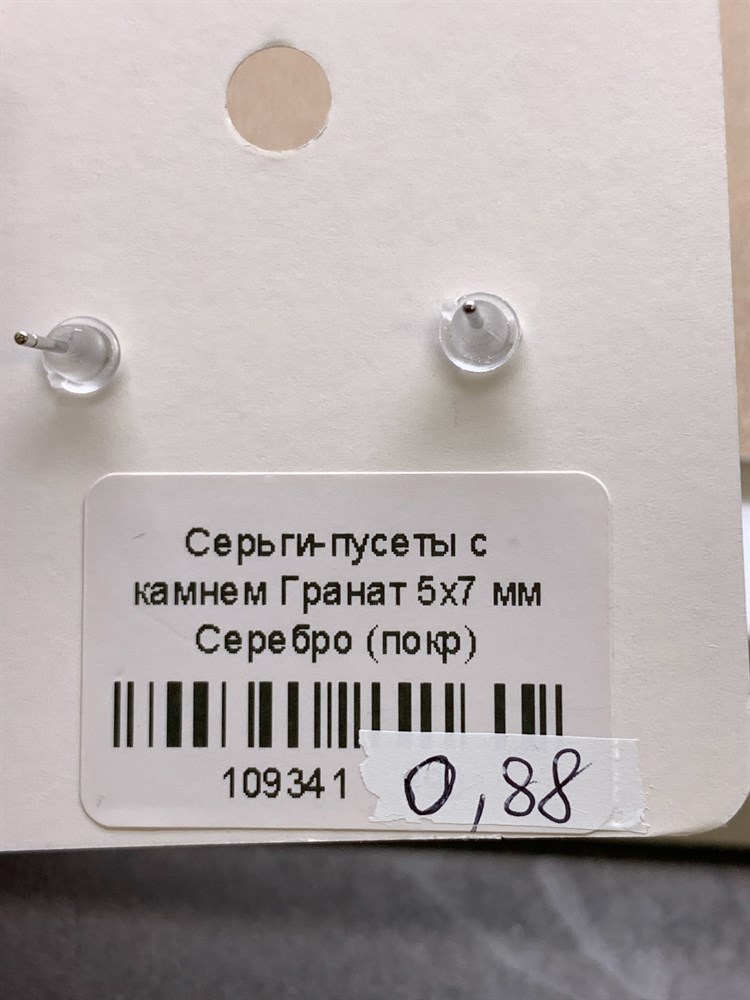 Серьги-пусеты с
камнем Гранат 5х7 мм
Серебро (покр)
109341
0,88